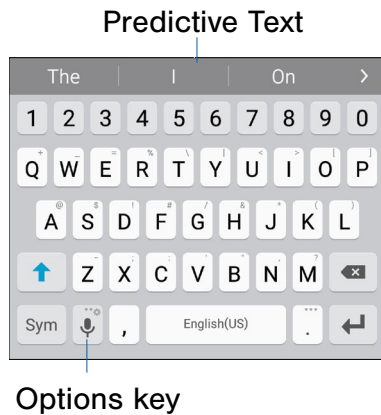 Predictive Text
The I On >
1 2 3 4 5 6 7 8 9 0
Q W E R T Y U I O P
A S D F G H J K L
Z X C V B N M
Sym , English(US) .
Options key